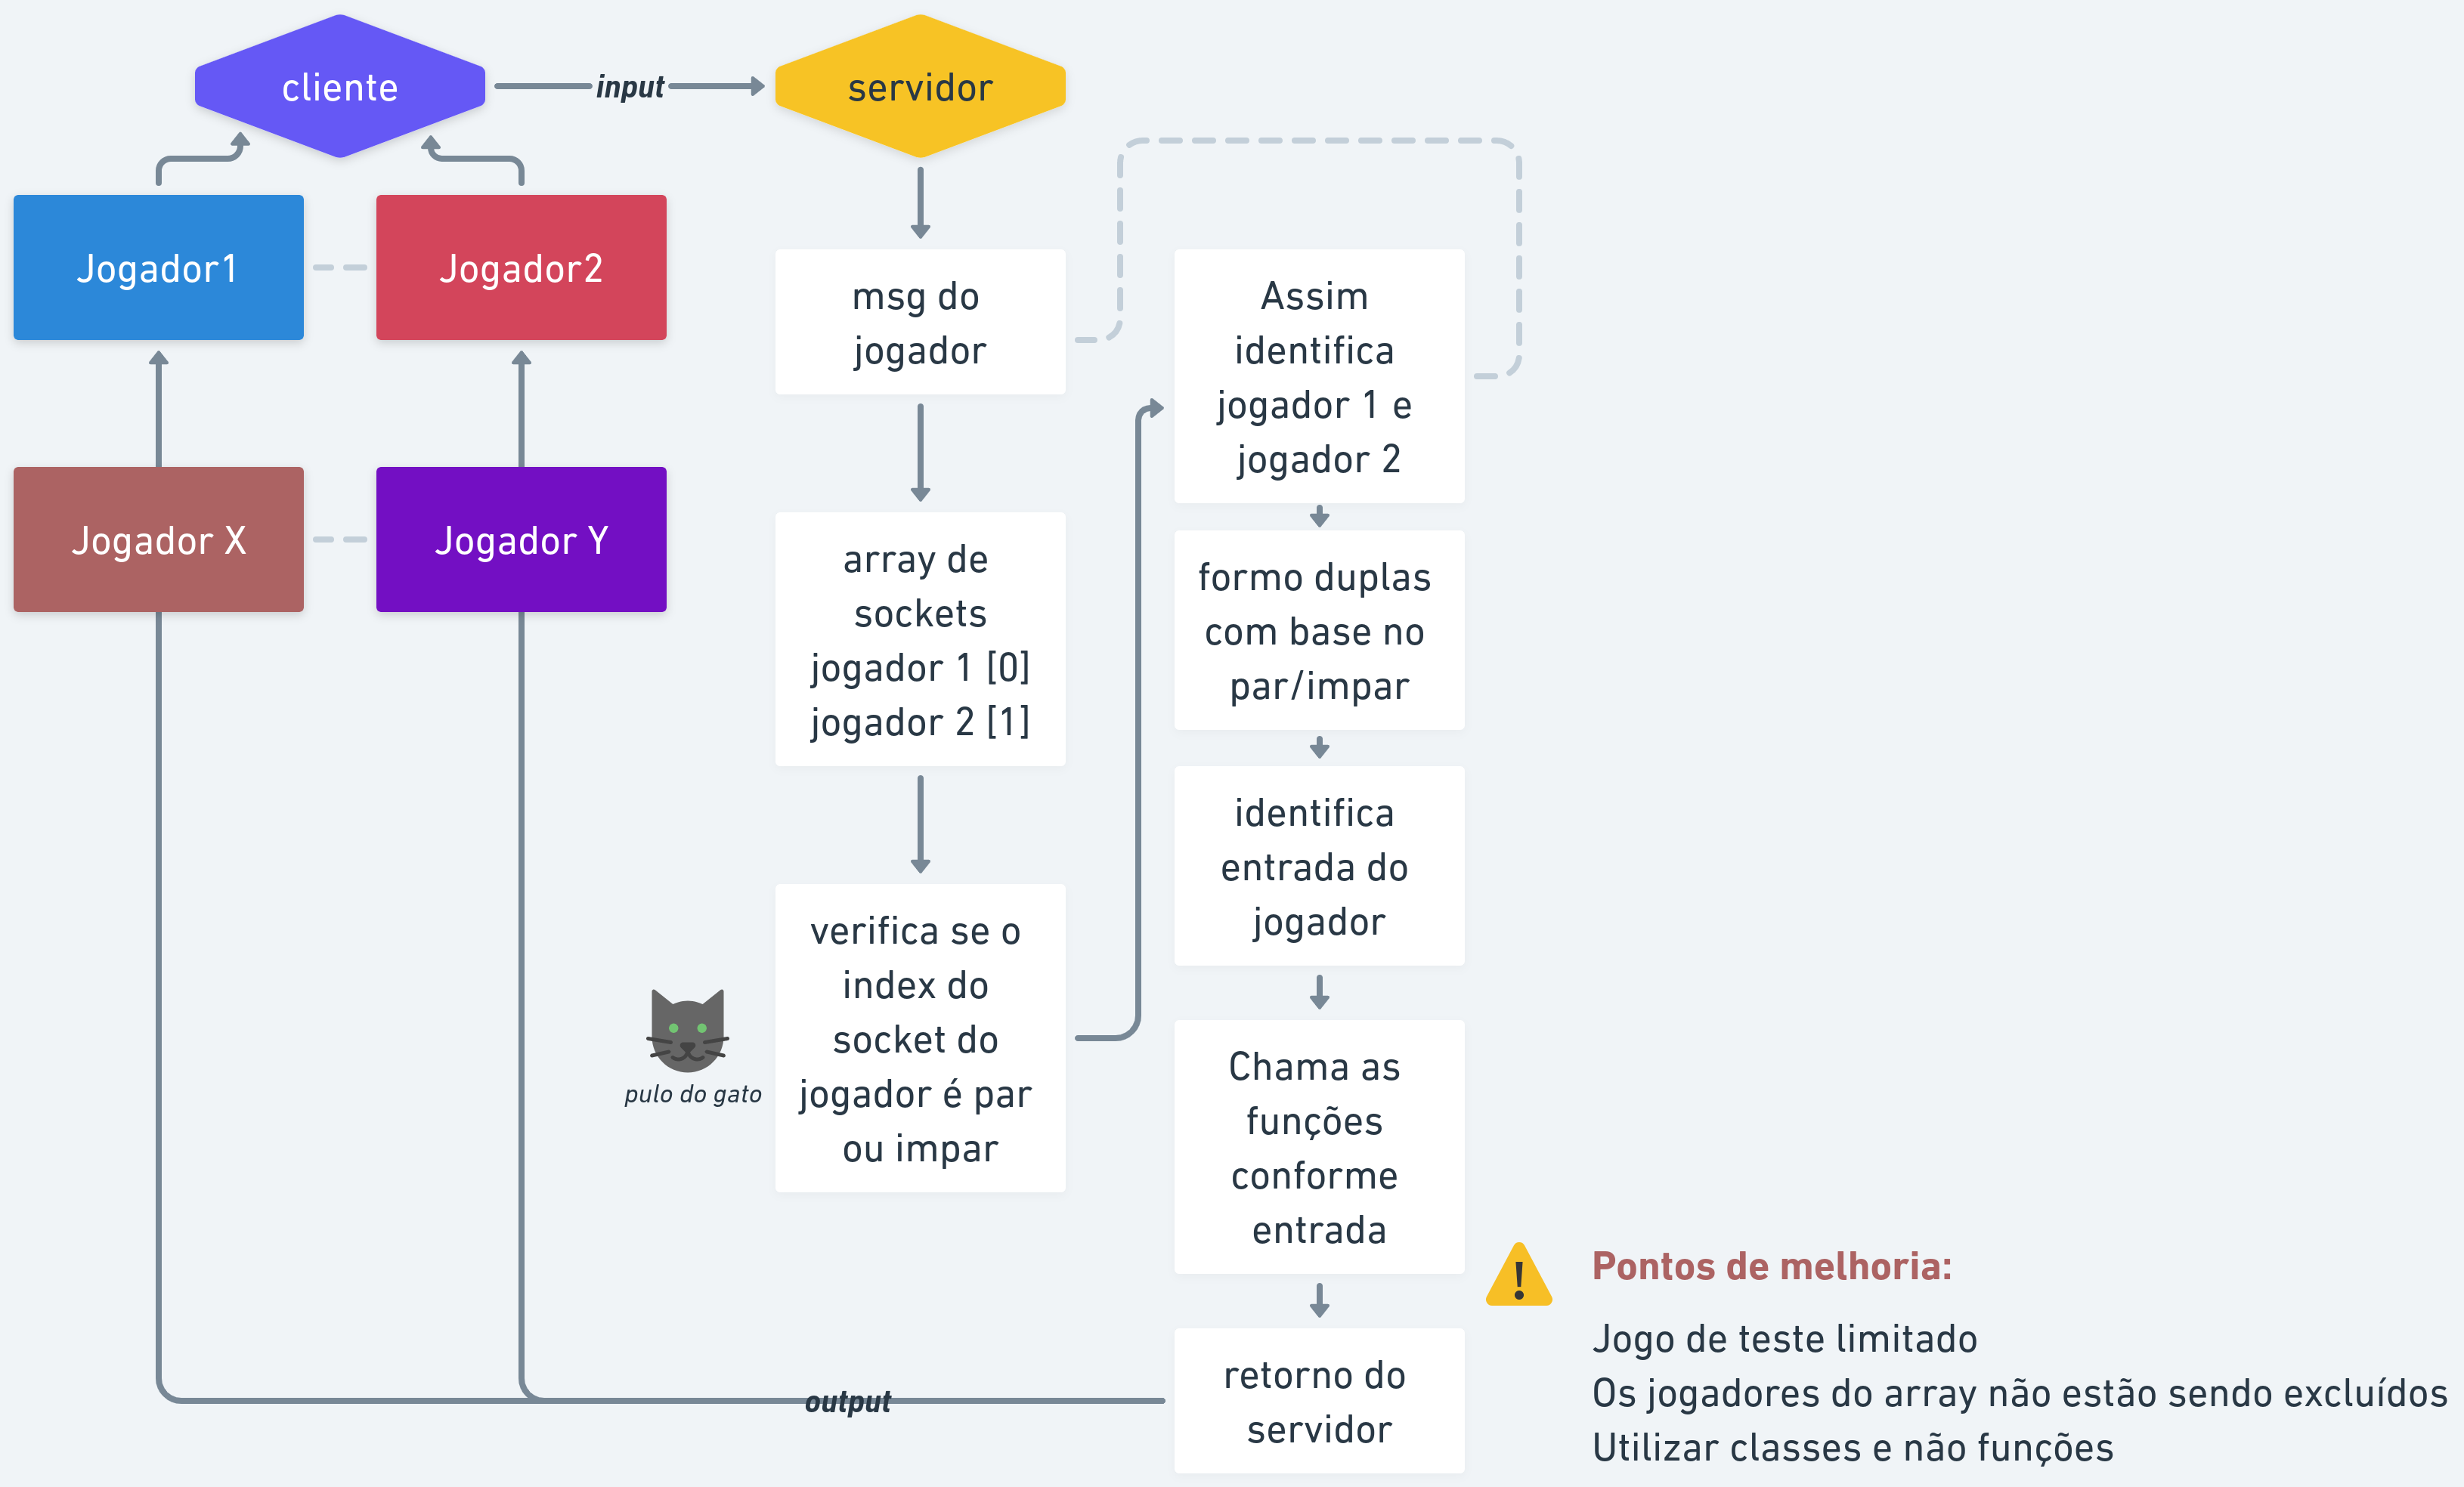 cliente
input
servidor
Jogador1
Jogador2
Jogador X
Jogador Y
msg do
jogador
array de
sockets
jogador 1 [0]
jogador 2 [1]
pulo do gato
verifica se o
index do
socket do
jogador é par
ou impar
Assim
identifica
jogador 1 e
jogador 2
formo duplas
com base no
par/impar
identifica
entrada do
jogador
Chama as
funções
conforme
entrada
retorno do
servidor
output
Pontos de melhoria:
Jogo de teste limitado
Os jogadores do array não estão sendo excluídos
Utilizar classes e não funções